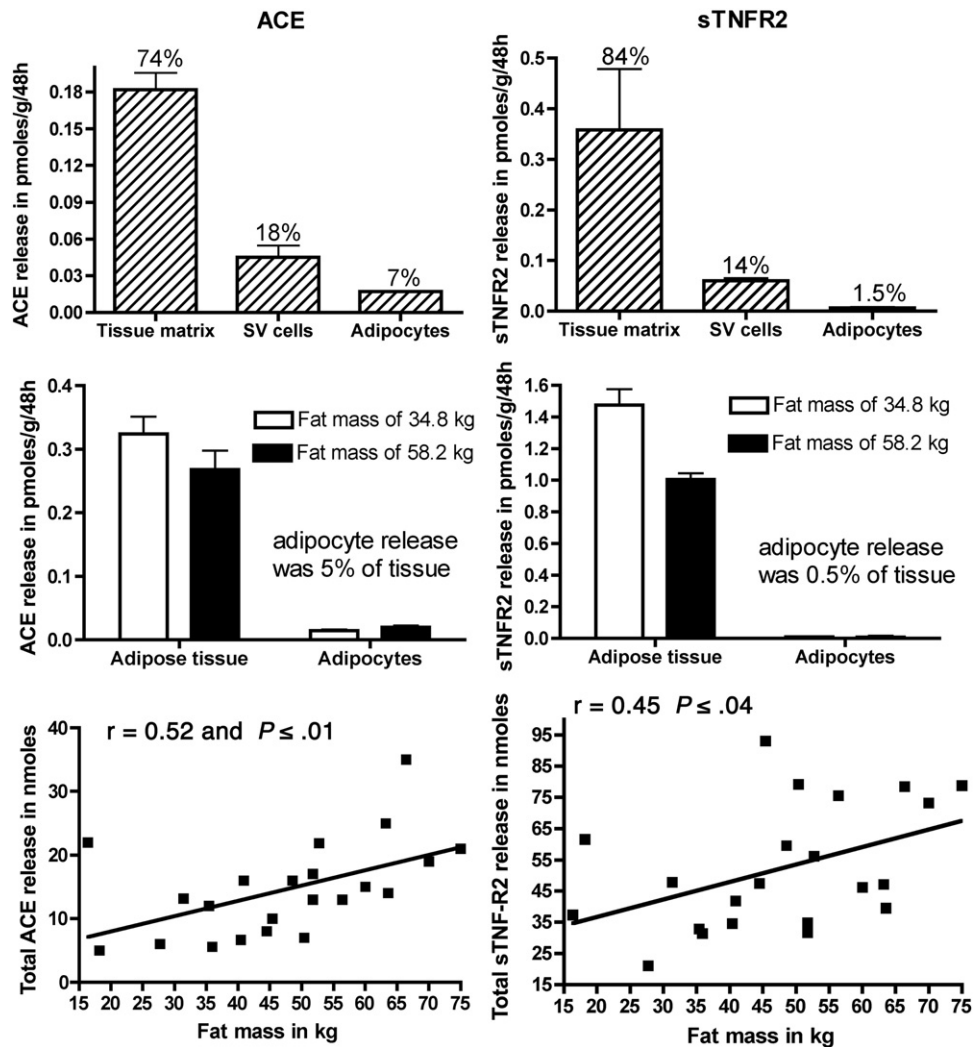 ACE
ACE release in pmoles/g/48h
0.18
0.15
0.12
0.09
0.06
0.03
0.00
74%
18%
7%
Tissue matrix
SV cells
Adipocytes
sTNFR2
sTNFR2 release in pmoles/g/48h
0.5
0.4
0.3
0.2
0.1
0.0
84%
14%
1.5%
Tissue matrix
SV cells
Adipocytes
ACE release in pmoles/g/48h
0.4
0.3
0.2
0.1
0.0
Fat mass of 34.8 kg
Fat mass of 58.2 kg
adipocyte release
was 5% of tissue
Adipose tissue
Adipocytes
sTNFR2 release in pmoles/g/48h
1.6
1.4
1.2
1.0
0.8
0.6
0.4
0.2
0.0
Fat mass of 34.8 kg
Fat mass of 58.2 kg
adipocyte release
was 0.5% of tissue
Adipose tissue
Adipocytes
Total ACE release in nmoles
40
30
20
10
0
r = 0.52 and P ≤ .01
15 20 25 30 35 40 45 50 55 60 65 70 75
Fat mass in kg
Total sTNF-R2 release in nmoles
95
85
75
65
55
45
35
25
15
r = 0.45 P ≤ .04
15 20 25 30 35 40 45 50 55 60 65 70 75
Fat mass in kg